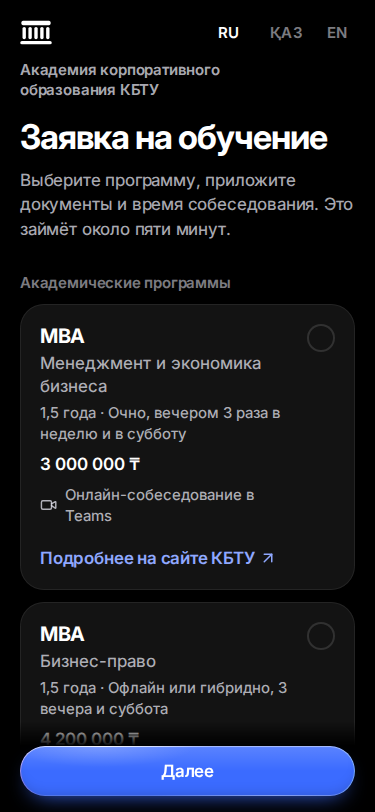 RU ҚАЗ EN
Академия корпоративного
образования КБТУ
Заявка на обучение
Выберите программу, приложите
документы и время собеседования. Это
займёт около пяти минут.
Академические программы
MBA
Менеджмент и экономика
бизнеса
1,5 года · Очно, вечером 3 раза в
неделю и в субботу
3 000 000 ₸
Онлайн-собеседование в
Teams
Подробнее на сайте КБТУ
MBA
Бизнес-право
1,5 года · Офлайн или гибридно, 3
вечера и суббота
4 200 000 ₸
Далее